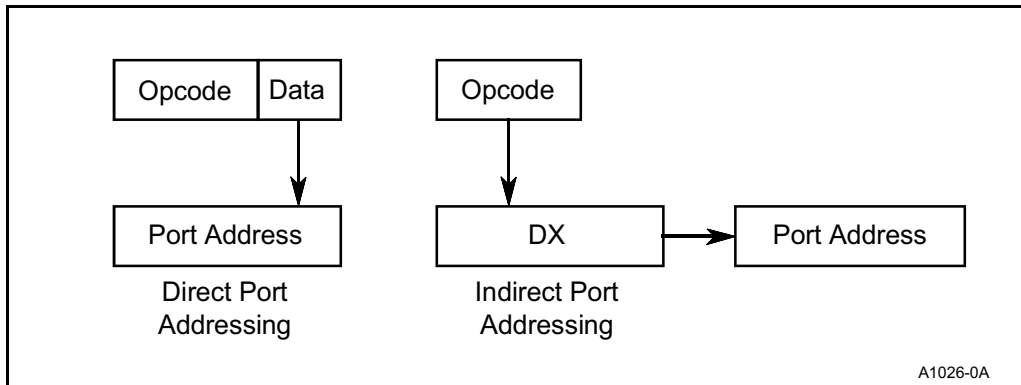 Opcode Data
Port Address
Direct Port
Addressing
Opcode
DX
Port Address
Indirect Port
Addressing
A1026-0A